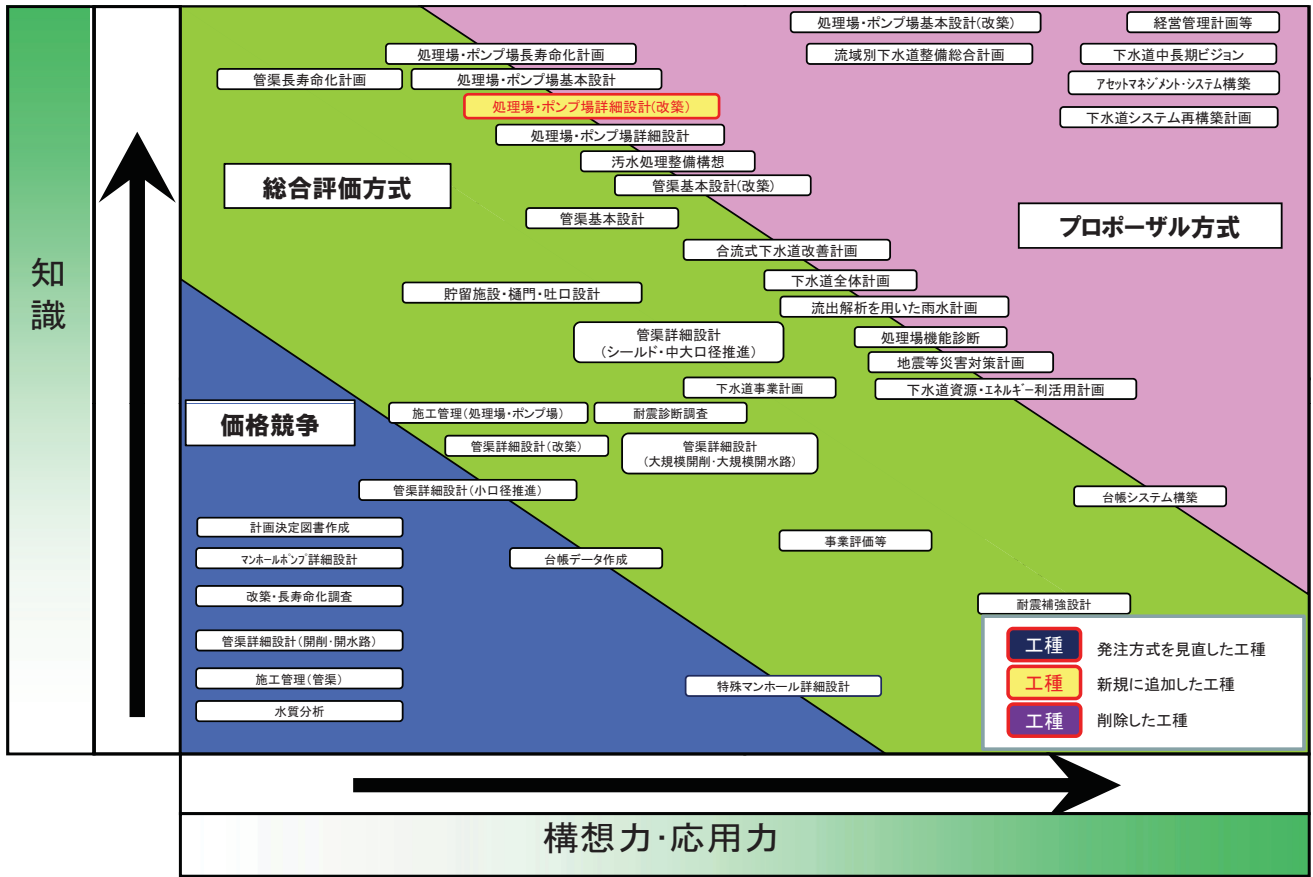 処理場・ポンプ場基本設計(改築)
経営管理計画等
処理場・ポンプ場長寿命化計画
流域別下水道整備総合計画
下水道中長期ビジョン
管渠長寿命化計画
処理場・ポンプ場基本設計
アセットマネジメント・システム構築
処理場・ポンプ場詳細設計(改築)
下水道システム再構築計画
処理場・ポンプ場詳細設計
汚水処理整備構想
総合評価方式
管渠基本設計(改築)
管渠基本設計
プロポーザル方式
合流式下水道改善計画
知識
下水道全体計画
貯留施設・樋門・吐口設計
流出解析を用いた雨水計画
管渠詳細設計
(シールド・中大口径推進)
処理場機能診断
地震等災害対策計画
下水道事業計画
下水道資源・エネルギー利活用計画
価格競争
施工管理(処理場・ポンプ場)
耐震診断調査
管渠詳細設計(改築)
管渠詳細設計
(大規模開削・大規模開水路)
管渠詳細設計(小口径推進)
台帳システム構築
計画決定図書作成
事業評価等
マンホールポンプ詳細設計
台帳データ作成
改築・長寿命化調査
耐震補強設計
管渠詳細設計(開削・開水路)
工種 発注方式を見直した工種
施工管理(管渠)
特殊マンホール詳細設計
工種 新規に追加した工種
水質分析
工種 削除した工種
構想力・応用力